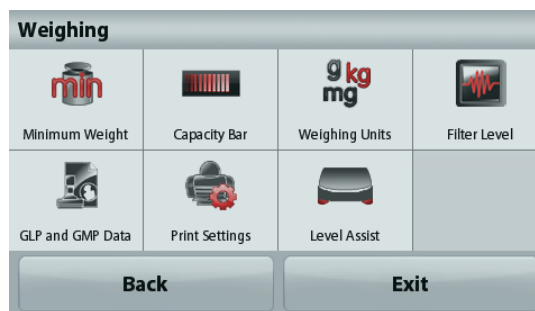 Weighing
min
g kg
mg
Minimum Weight
Capacity Bar
Weighing Units
Filter Level
GLP and GMP Data
Print Settings
Level Assist
Back
Exit